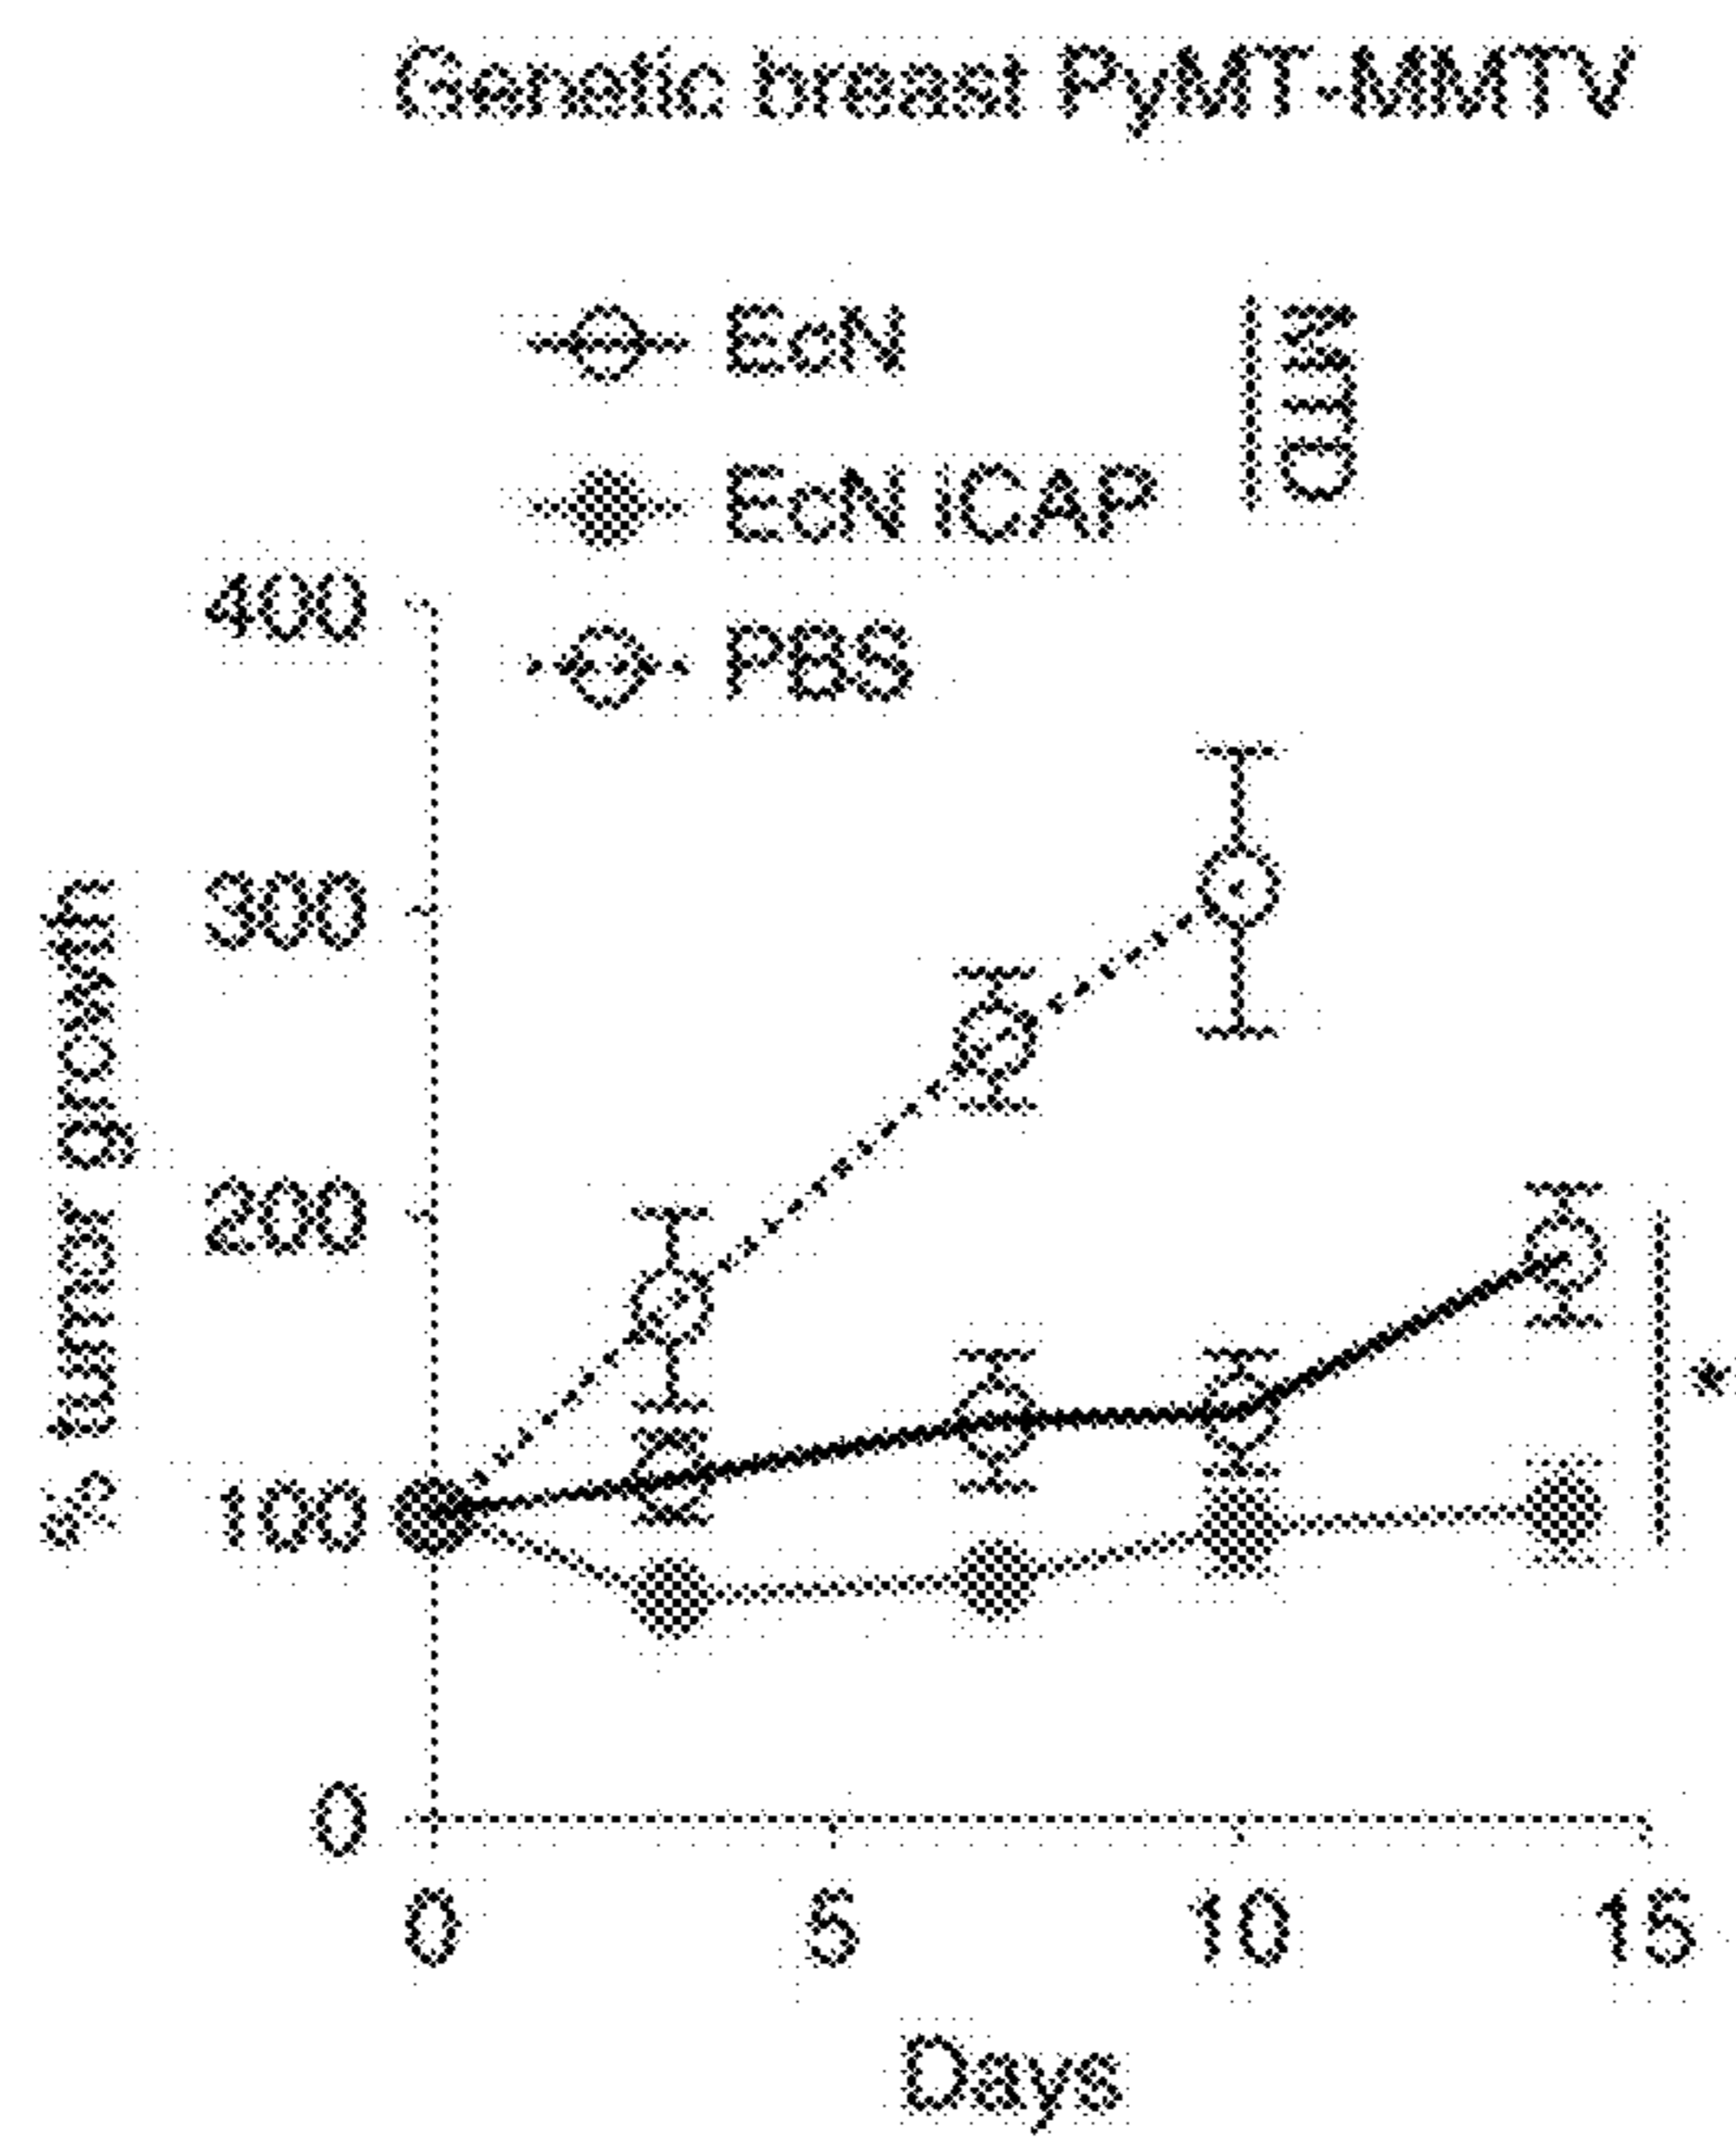 Genetic breast PyMT-MMTV
EcN
EcN iCAP
PBS
NTD
% tumor growth
400
300
200
100
0
0
5
10
15
*
Days